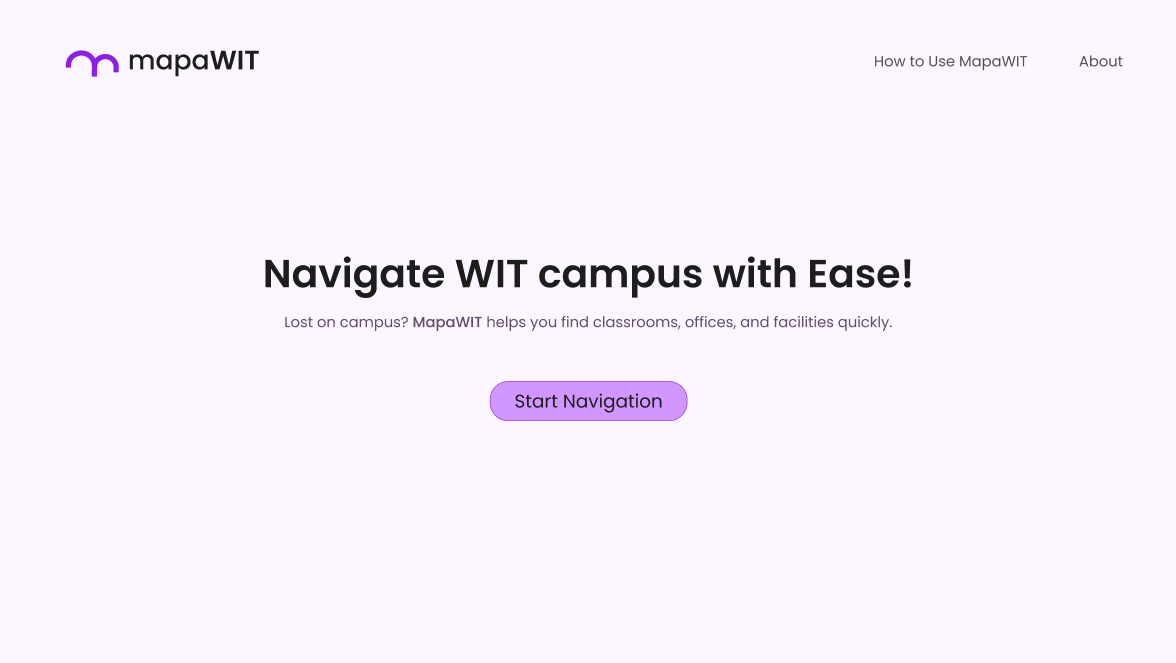 mapaWIT
How to Use MapaWIT
About
Navigate WIT campus with Ease!
Lost on campus? MapaWIT helps you find classrooms, offices, and facilities quickly.
Start Navigation